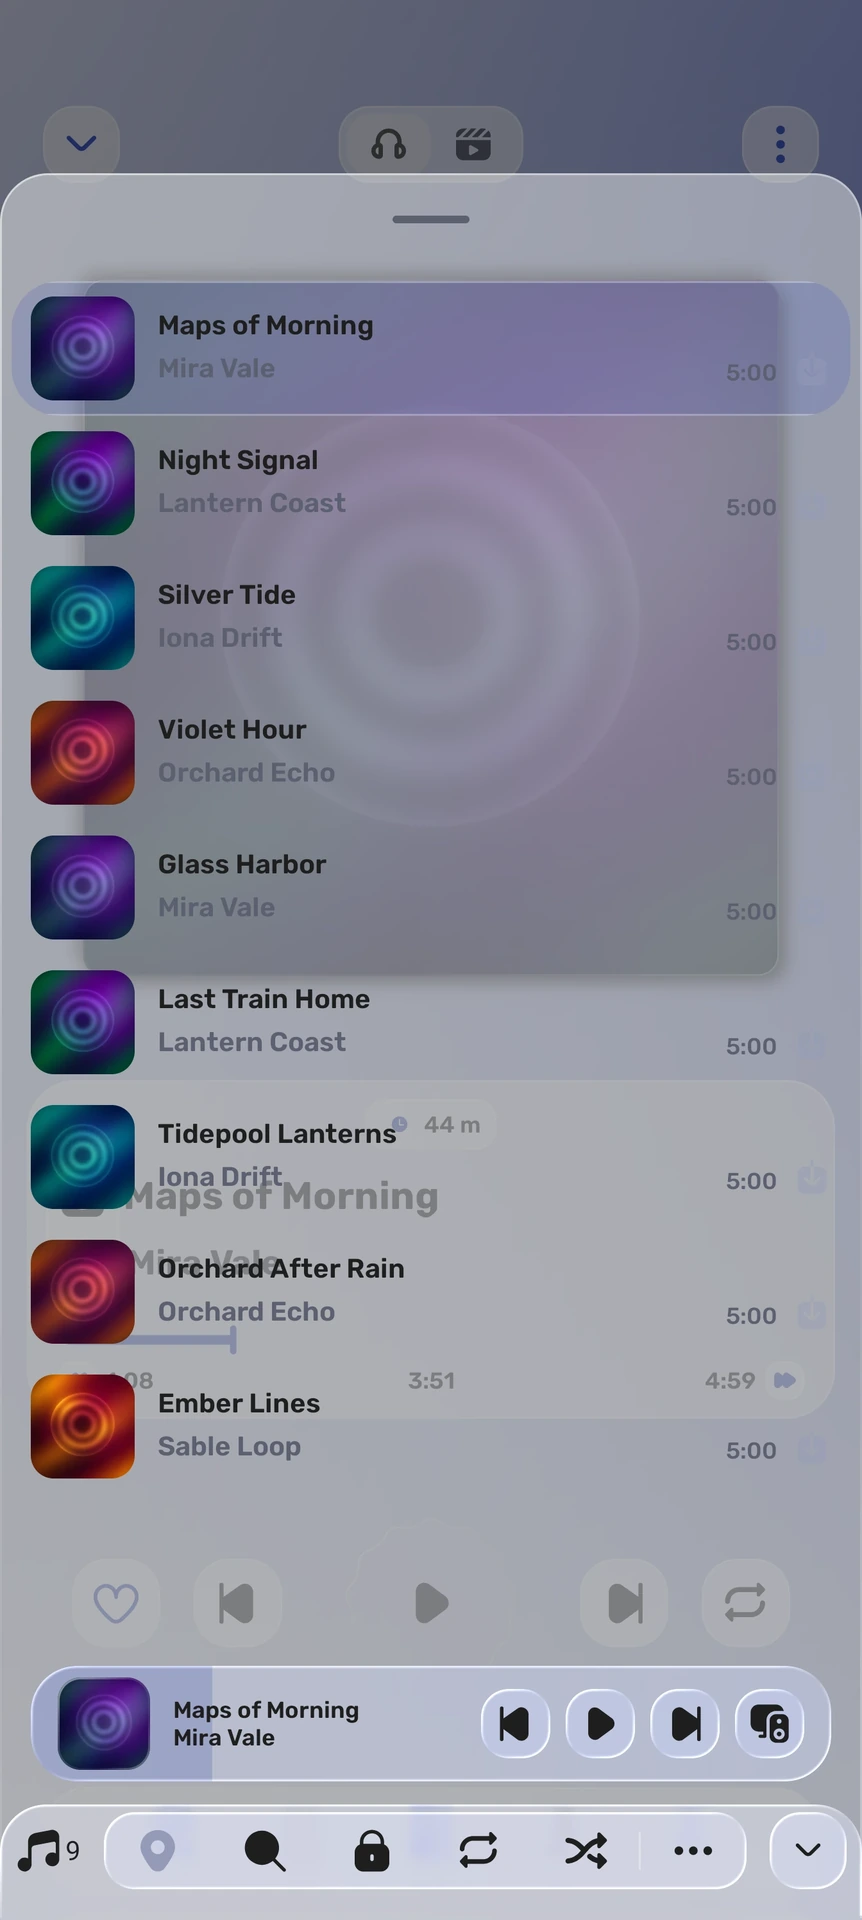 Maps of Morning
Mira Vale
5:00
Night Signal
Lantern Coast
5:00
Silver Tide
Iona Drift
5:00
Violet Hour
Orchard Echo
5:00
Glass Harbor
Mira Vale
5:00
Last Train Home
Lantern Coast
5:00
44 m
Tidepool Lanterns
Iona Drift
5:00
Maps of Morning
Mira Vale
Orchard After Rain
Orchard Echo
5:00
3:51
4:59
Ember Lines
Sable Loop
5:00
Maps of Morning
Mira Vale
9